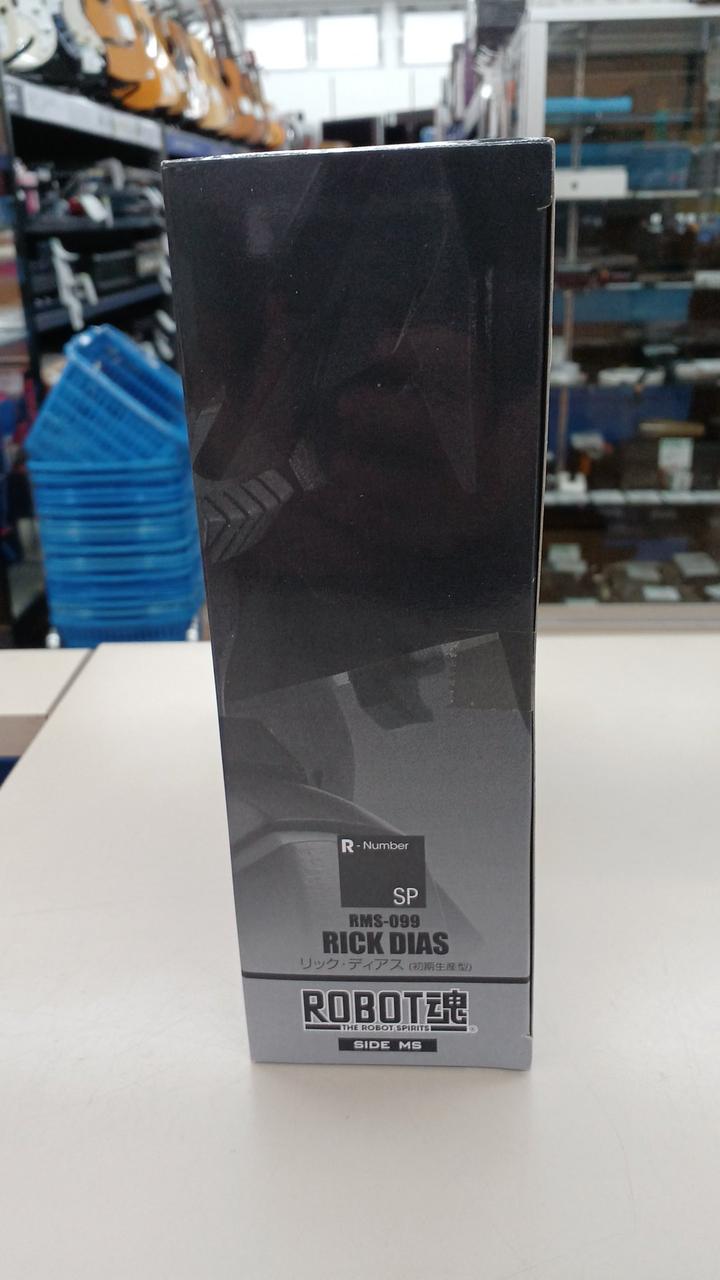 R-Number
SP
RMS-099
RICK DIAS
リック・ディアス (初期生産型)
ROBOT魂
THE ROBOT SPIRITS
SIDE MS